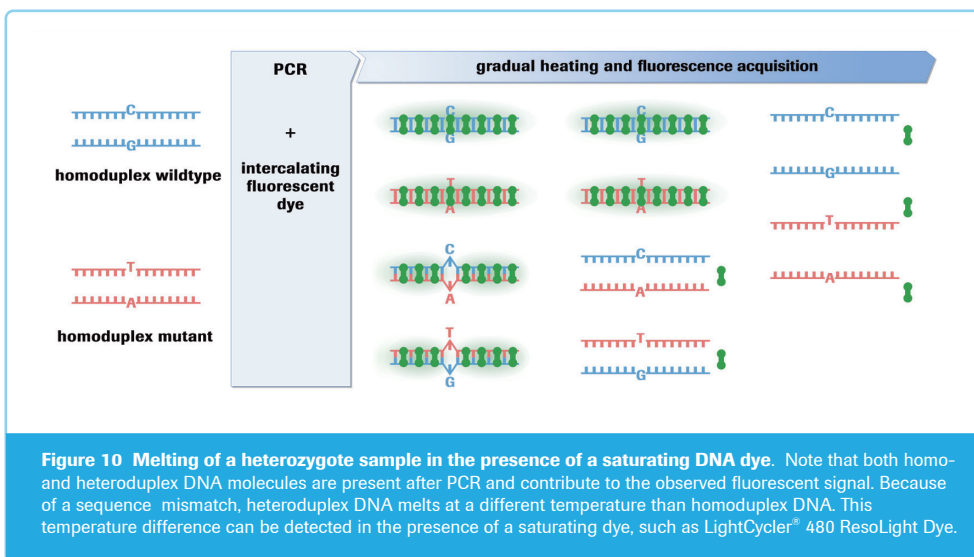 PCR
gradual heating and fluorescence acquisition
C
G
homoduplex wildtype
T
A
homoduplex mutant
+
intercalating
fluorescent
dye
C
G
T
A
C
A
T
G
C
G
T
A
C
A
T
G
C
G
T
A
Figure 10 Melting of a heterozygote sample in the presence of a saturating DNA dye. Note that both homo-
and heteroduplex DNA molecules are present after PCR and contribute to the observed fluorescent signal. Because
of a sequence mismatch, heteroduplex DNA melts at a different temperature than homoduplex DNA. This
temperature difference can be detected in the presence of a saturating dye, such as LightCycler® 480 ResoLight Dye.